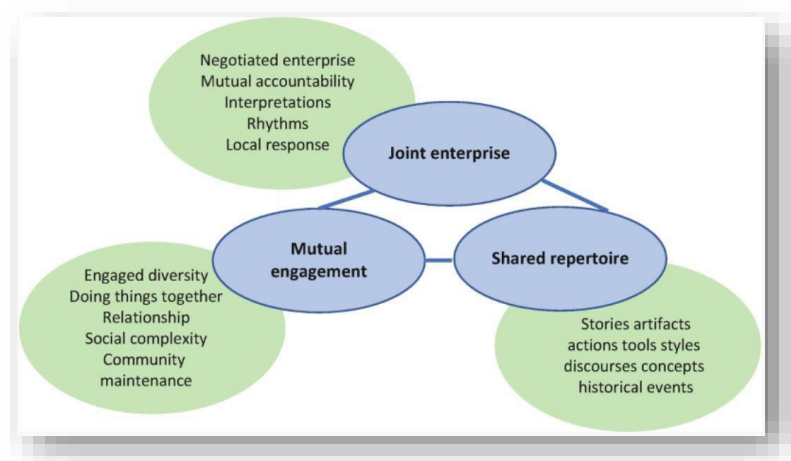 Negotiated enterprise
Mutual accountability
Interpretations
Rhythms
Local response
Joint enterprise
Mutual
engagement
Shared repertoire
Engaged diversity
Doing things together
Relationship
Social complexity
Community
maintenance
Stories artifacts
actions tools styles
discourses concepts
historical events